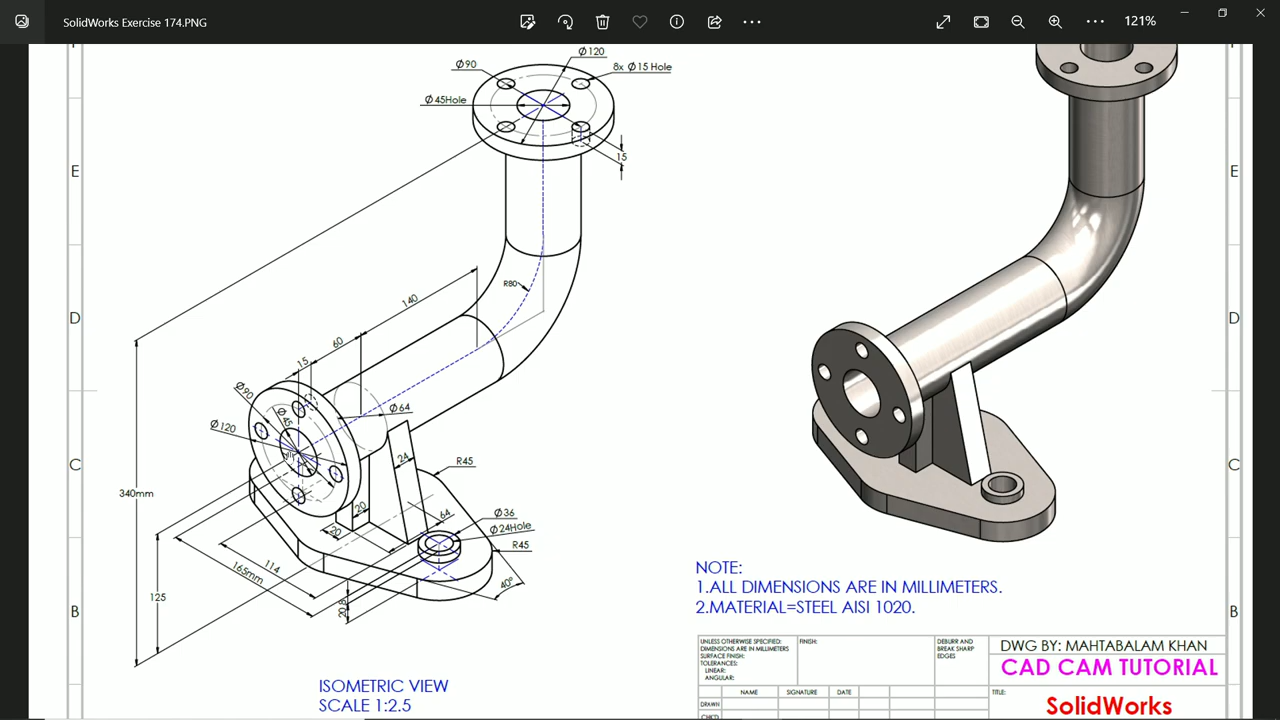 SolidWorks Exercise 174.PNG
121%
Ø120
Ø90
8x Ø15 Hole
Ø45Hole
15
E
E
R80
140
D
D
60
15
Ø90
Ø45
Ø64
Ø120
24
R45
C
C
340mm
20
64
Ø36
20
Ø24Hole
R45
114
165mm
40°
125
20
8
B
B
NOTE:
1.ALL DIMENSIONS ARE IN MILLIMETERS.
2.MATERIAL=STEEL AISI 1020.
ISOMETRIC VIEW
SCALE 1:2.5
UNLESS OTHERWISE SPECIFIED:
DIMENSIONS ARE IN MILLIMETERS
SURFACE FINISH:
TOLERANCES:
LINEAR:
ANGULAR:
FINISH:
DEBURR AND
BREAK SHARP
EDGES
DWG BY: MAHTABALAM KHAN
CAD CAM TUTORIAL
NAME
SIGNATURE
DATE
TITLE:
DRAWN
SolidWorks